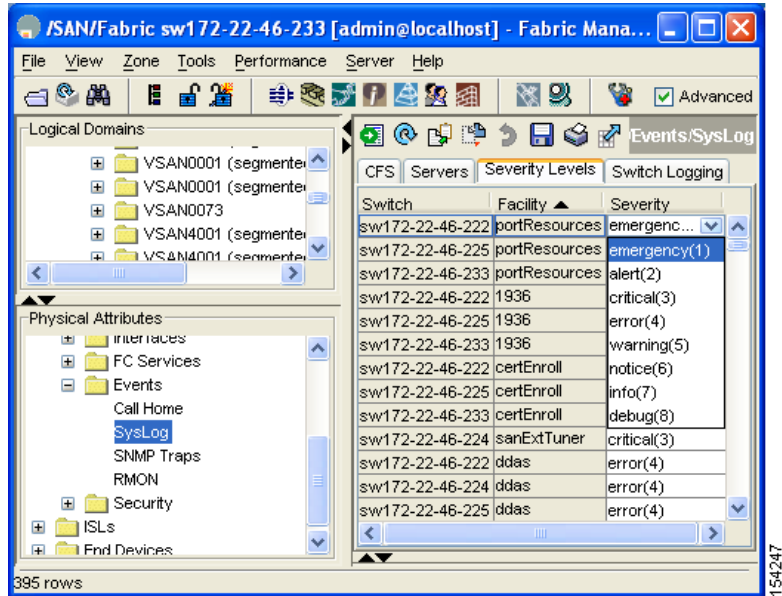 /SAN/Fabric sw172-22-46-233 [admin@localhost] - Fabric Mana...
File View Zone Tools Performance Server Help
Advanced
Logical Domains
VSAN0001 (segmente
VSAN0001 (segmente
VSAN0073
VSAN4001 (segmente
VSAN4001 (segmente
Physical Attributes
Interfaces
FC Services
Events
Call Home
SysLog
SNMP Traps
RMON
Security
ISLs
End Devices
/Events/SysLog
CFS Servers Severity Levels Switch Logging
Switch Facility Severity
sw172-22-46-222 portResources emergenc...
sw172-22-46-225 portResources emergency(1)
sw172-22-46-233 portResources alert(2)
sw172-22-46-222 1936 critical(3)
sw172-22-46-225 1936 error(4)
sw172-22-46-233 1936 warning(5)
sw172-22-46-222 certEnroll notice(6)
sw172-22-46-225 certEnroll info(7)
sw172-22-46-233 certEnroll debug(8)
sw172-22-46-224 sanExtTuner critical(3)
sw172-22-46-222 ddas error(4)
sw172-22-46-224 ddas error(4)
sw172-22-46-225 ddas error(4)
395 rows
154247